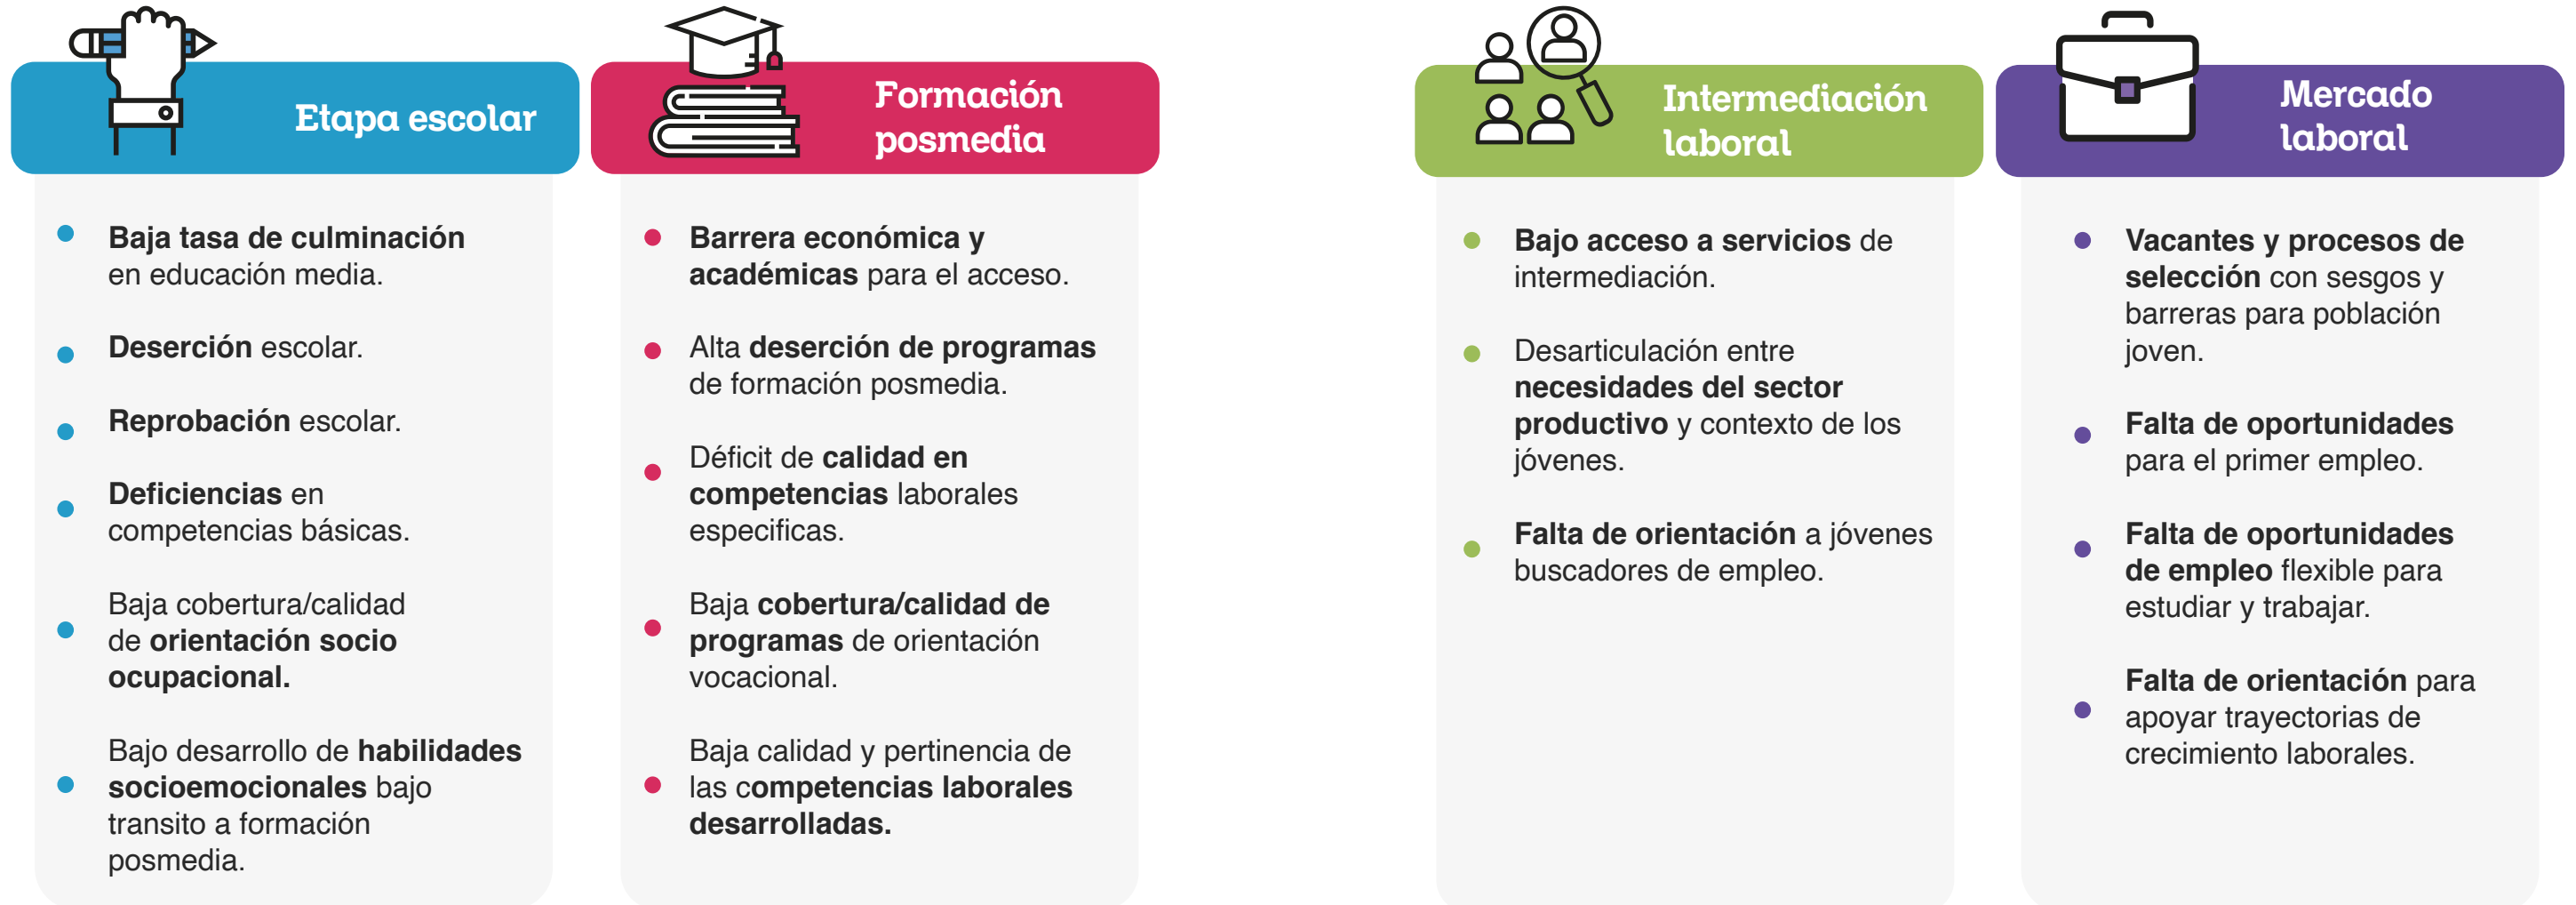 Etapa escolar
Baja tasa de culminación
en educación media.
Deserción escolar.
Reprobación escolar.
Deficiencias en
competencias básicas.
Baja cobertura/calidad
de orientación socio
ocupacional.
Bajo desarrollo de habilidades
socioemocionales bajo
transito a formación
posmedia.
Formación
posmedia
Barrera económica y
académicas para el acceso.
Alta deserción de programas
de formación posmedia.
Déficit de calidad en
competencias laborales
especificas.
Baja cobertura/calidad de
programas de orientación
vocacional.
Baja calidad y pertinencia de
las competencias laborales
desarrolladas.
Intermediación
laboral
Bajo acceso a servicios de
intermediación.
Desarticulación entre
necesidades del sector
productivo y contexto de los
jóvenes.
Falta de orientación a jóvenes
buscadores de empleo.
Mercado
laboral
Vacantes y procesos de
selección con sesgos y
barreras para población
joven.
Falta de oportunidades
para el primer empleo.
Falta de oportunidades
de empleo flexible para
estudiar y trabajar.
Falta de orientación para
apoyar trayectorias de
crecimiento laborales.